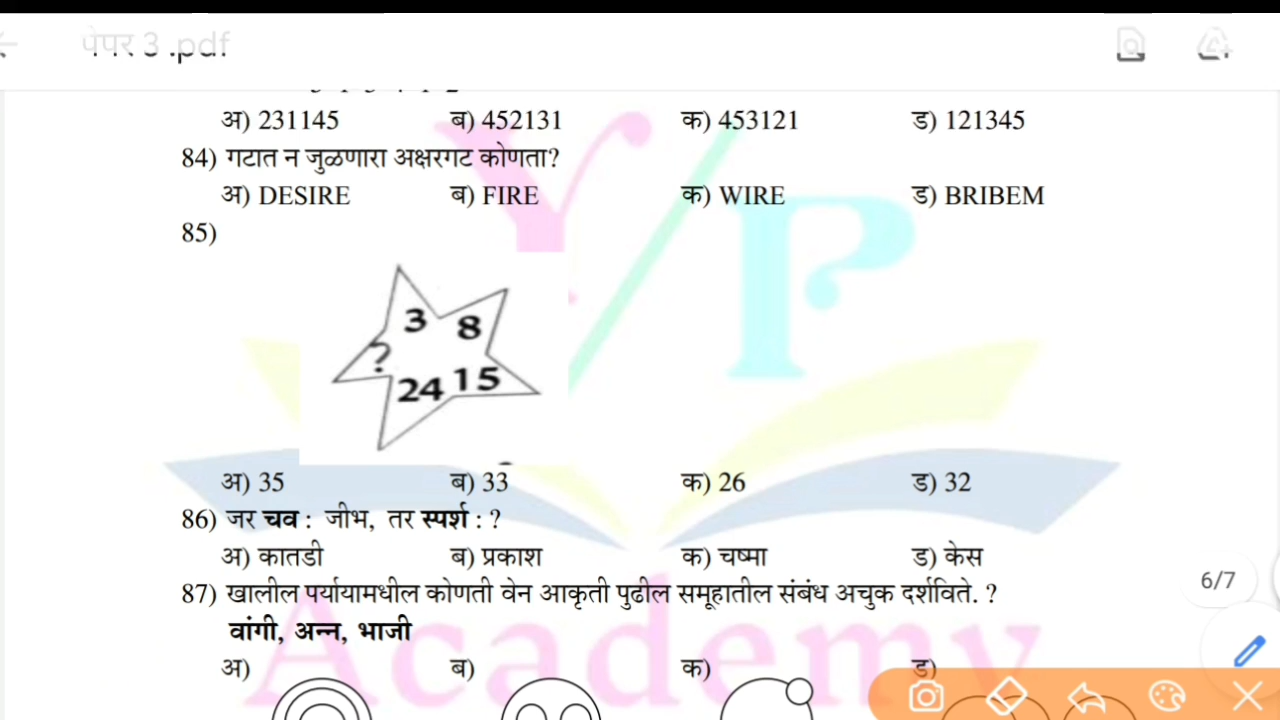 पेपर 3 .pdf
अ) 231145 ब) 452131 क) 453121 ड) 121345
84) गटात न जुळणारा अक्षरगट कोणता?
अ) DESIRE ब) FIRE क) WIRE ड) BRIBEM
85)
3 8
?
24 15
अ) 35 ब) 33 क) 26 ड) 32
86) जर चव : जीभ, तर स्पर्श : ?
अ) कातडी ब) प्रकाश क) चष्मा ड) केस
6/7
87) खालील पर्यायामधील कोणती वेन आकृती पुढील समूहातील संबंध अचुक दर्शविते. ?
वांगी, अन्न, भाजी
अ) ब) क) ड)
Y/P
Academy